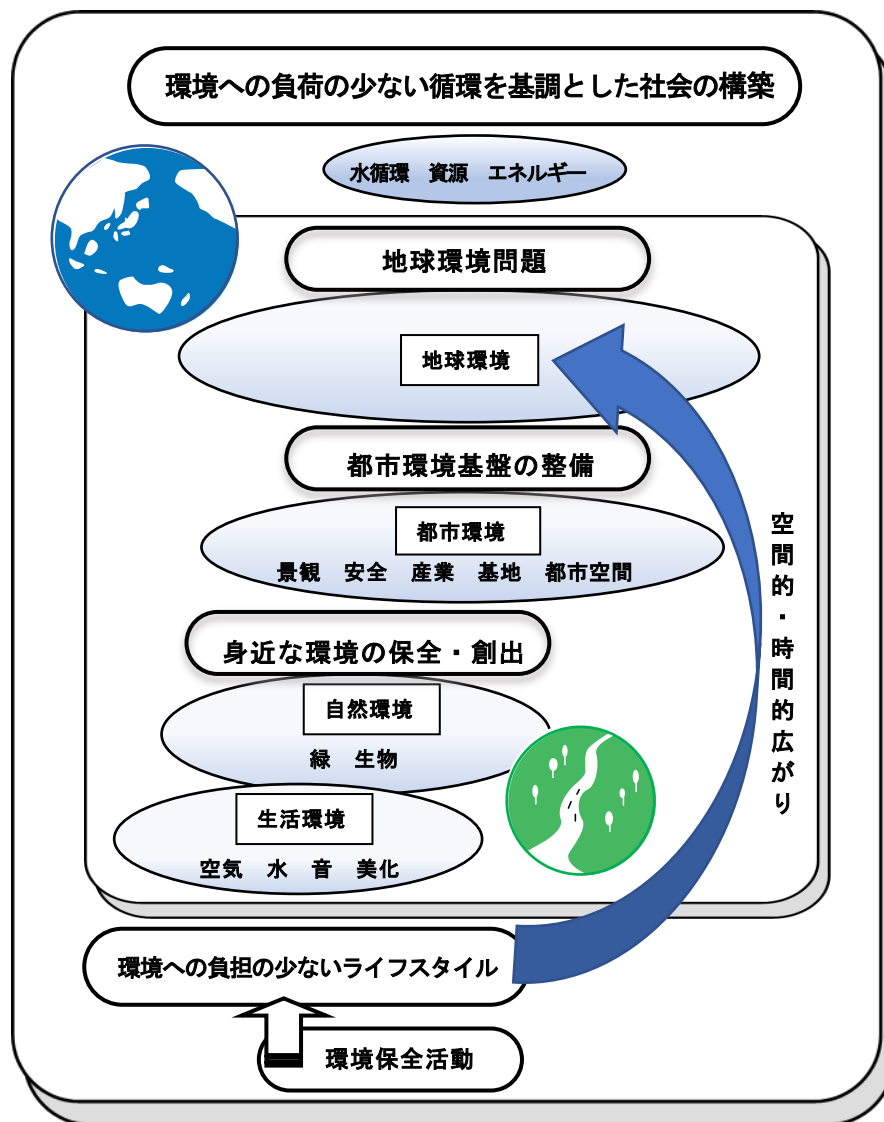 環境への負荷の少ない循環を基調とした社会の構築
水循環　資源　エネルギー
地球環境問題
地球環境
都市環境基盤の整備
都市環境
景観　安全　産業　基地　都市空間
身近な環境の保全・創出
自然環境
緑　生物
生活環境
空気　水　音　美化
空間的・時間的広がり
環境への負担の少ないライフスタイル
環境保全活動